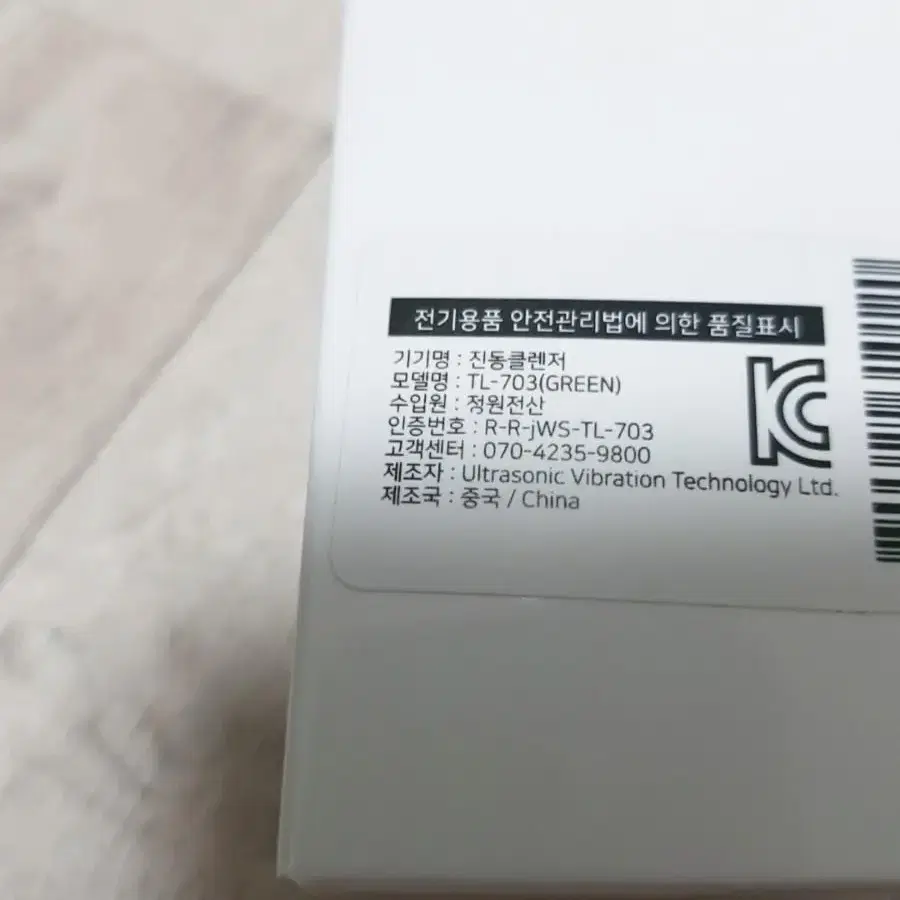 전기용품 안전관리법에 의한 품질표시
기기명 : 진동클렌저
모델명 : TL-703(GREEN)
수입원 : 정원전산
인증번호 : R-R-jWS-TL-703
고객센터 : 070-4235-9800
제조자 : Ultrasonic Vibration Technology Ltd.
제조국 : 중국 / China